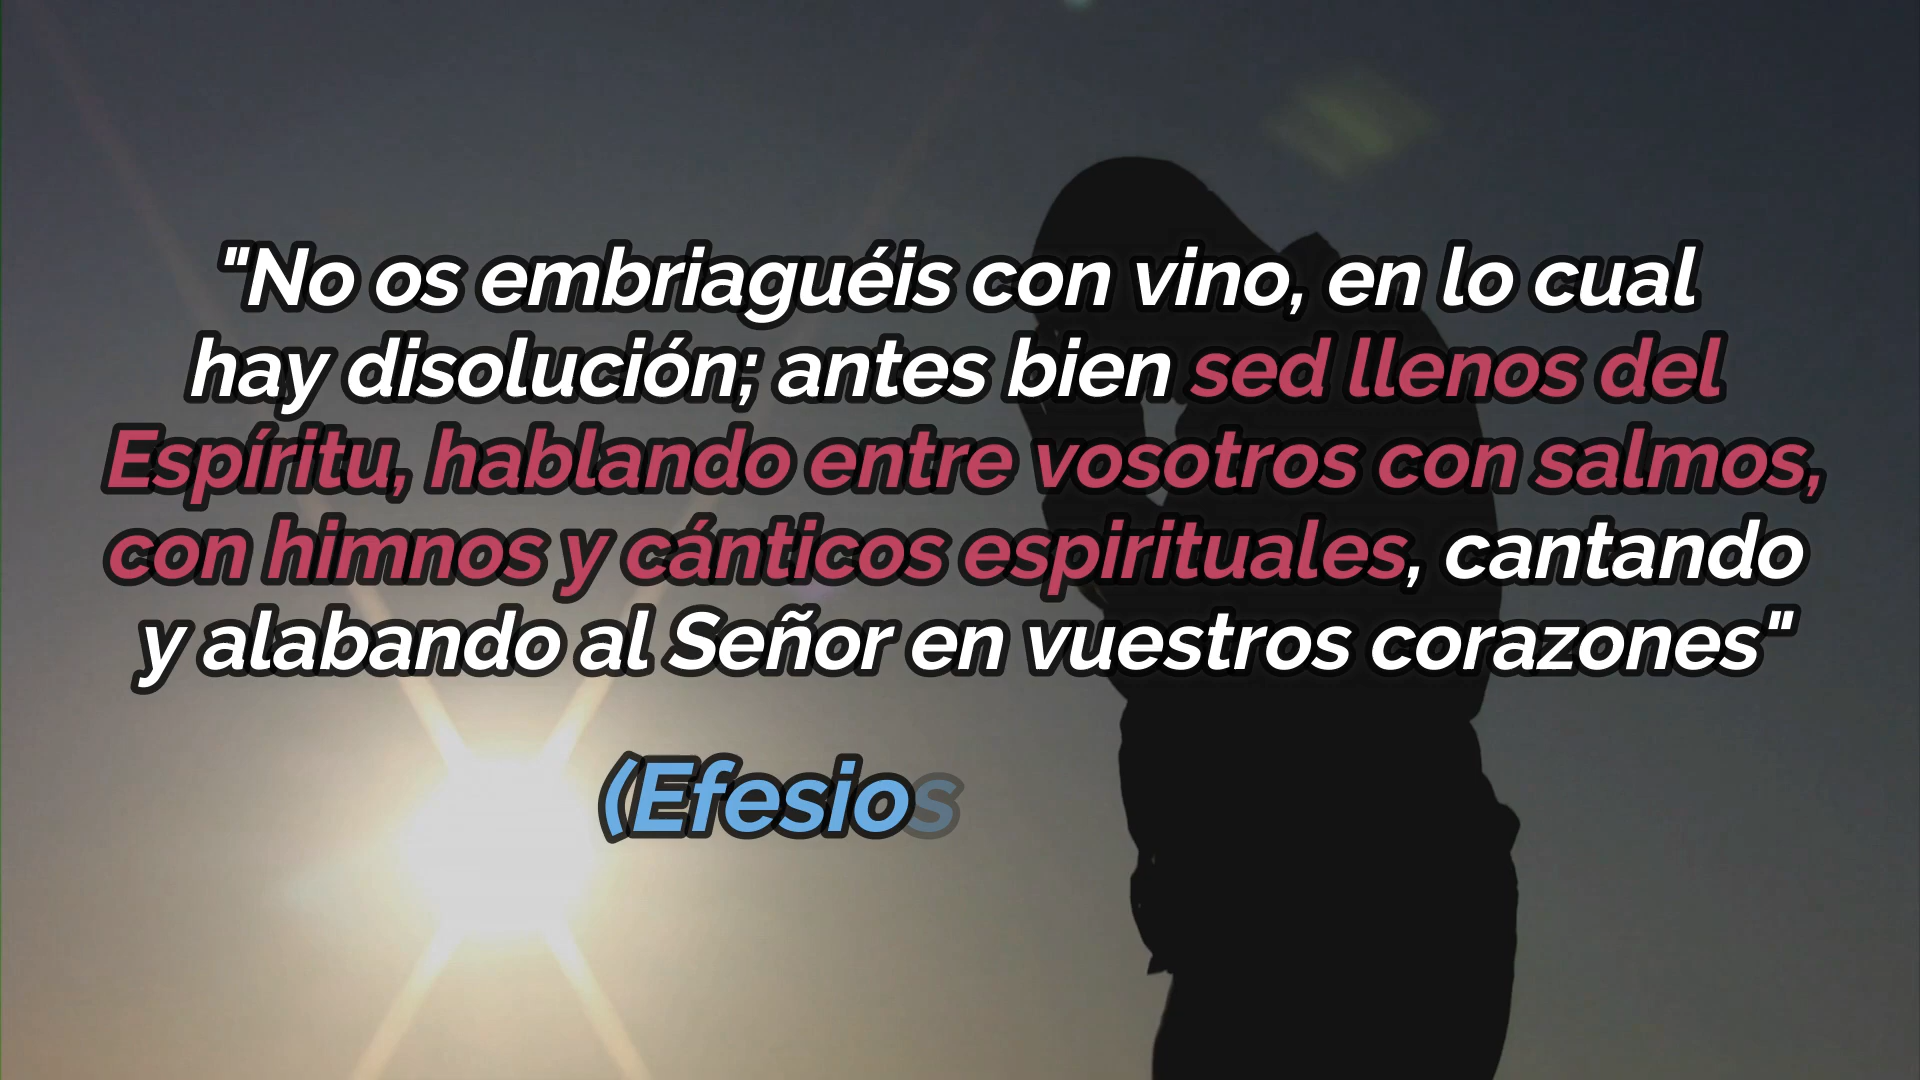 "No os embriaguéis con vino, en lo cual
hay disolución; antes bien sed llenos del
Espíritu, hablando entre vosotros con salmos,
con himnos y cánticos espirituales, cantando
y alabando al Señor en vuestros corazones"
(Efesios